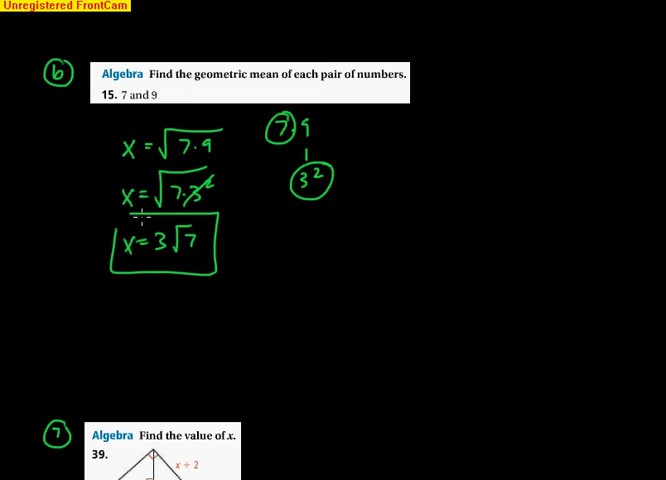 Unregistered FrontCam
6
Algebra Find the geometric mean of each pair of numbers.
15. 7 and 9
x = √7·9
7·9
x = √7·3²
3²
x = 3√7
7
Algebra Find the value of x.
39.
x + 2